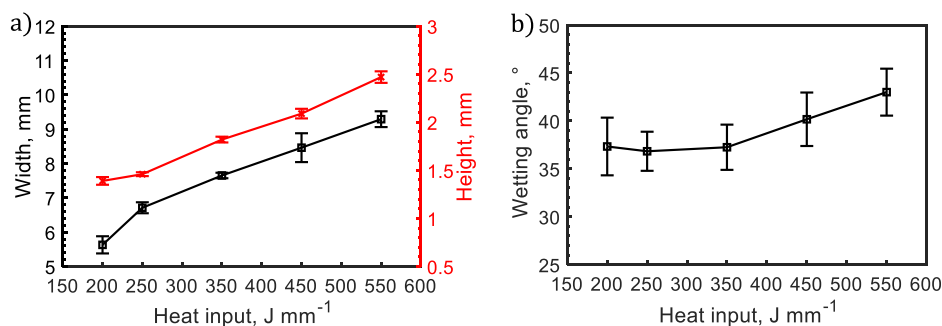 a)
12
11
10
9
8
7
6
5
Width, mm
3
2.5
2
1.5
1
0.5
Height, mm
150 200 250 300 350 400 450 500 550 600
Heat input, J mm⁻¹
b)
50
45
40
35
30
25
Wetting angle, °
150 200 250 300 350 400 450 500 550 600
Heat input, J mm⁻¹